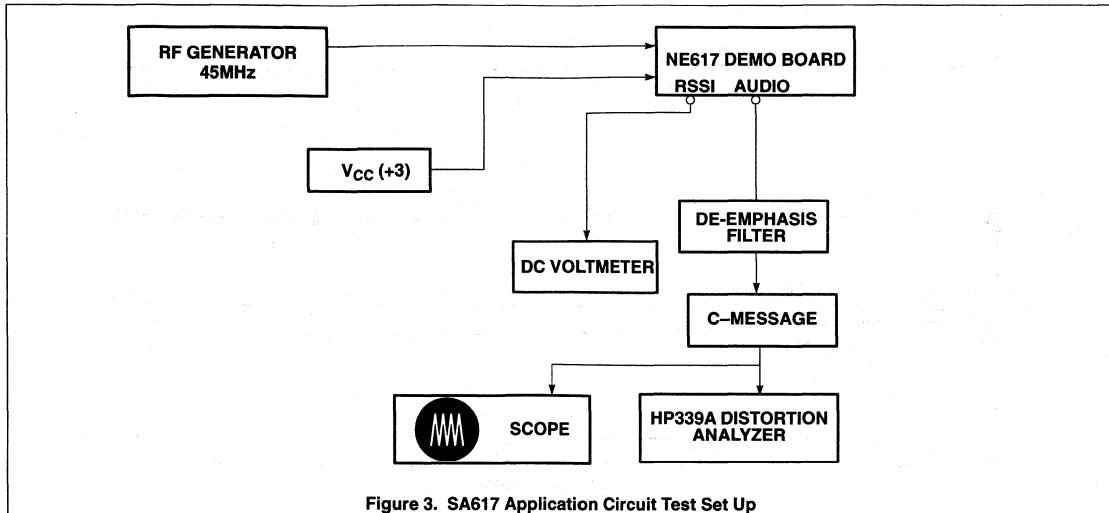 RF GENERATOR
45MHz
NE617 DEMO BOARD
RSSI AUDIO
VCC (+3)
DE-EMPHASIS
FILTER
DC VOLTMETER
C–MESSAGE
SCOPE
HP339A DISTORTION
ANALYZER
Figure 3. SA617 Application Circuit Test Set Up